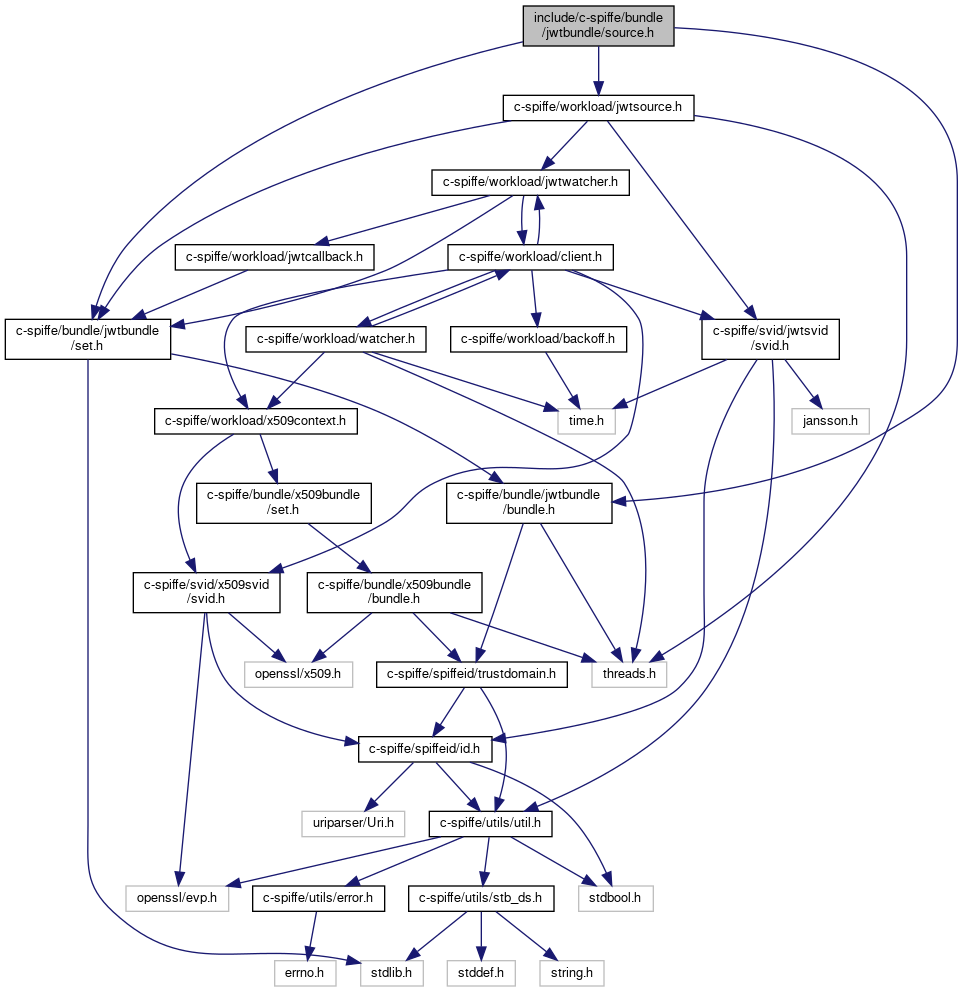 include/c-spiffe/bundle
/jwtbundle/source.h
c-spiffe/workload/jwtsource.h
c-spiffe/workload/jwtwatcher.h
c-spiffe/workload/jwtcallback.h
c-spiffe/workload/client.h
c-spiffe/bundle/jwtbundle
/set.h
c-spiffe/workload/watcher.h
c-spiffe/workload/backoff.h
c-spiffe/svid/jwtsvid
/svid.h
c-spiffe/workload/x509context.h
time.h
jansson.h
c-spiffe/bundle/x509bundle
/set.h
c-spiffe/bundle/jwtbundle
/bundle.h
c-spiffe/svid/x509svid
/svid.h
c-spiffe/bundle/x509bundle
/bundle.h
openssl/x509.h
c-spiffe/spiffeid/trustdomain.h
threads.h
c-spiffe/spiffeid/id.h
uriparser/Uri.h
c-spiffe/utils/util.h
openssl/evp.h
c-spiffe/utils/error.h
c-spiffe/utils/stb_ds.h
stdbool.h
errno.h
stdlib.h
stddef.h
string.h